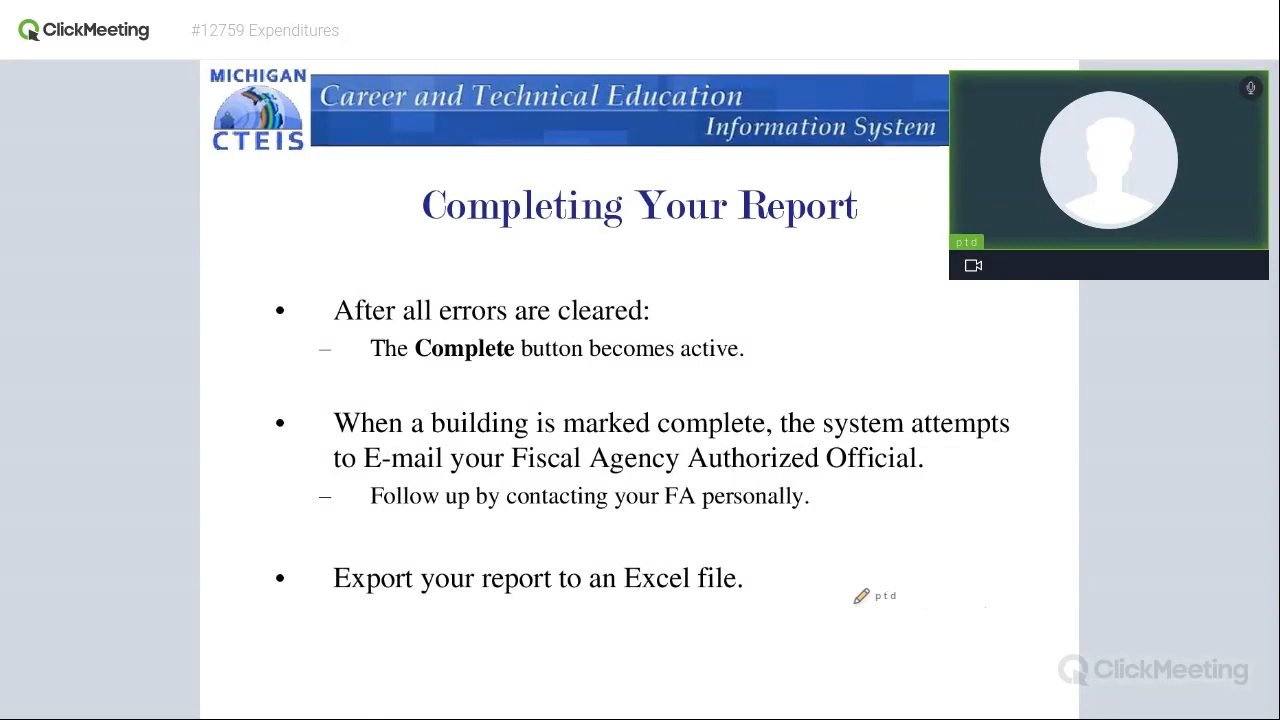 ClickMeeting #12759 Expenditures
MICHIGAN
CTEIS
Career and Technical Education
Information System
ptd
Completing Your Report
• After all errors are cleared:
– The Complete button becomes active.
• When a building is marked complete, the system attempts
to E-mail your Fiscal Agency Authorized Official.
– Follow up by contacting your FA personally.
• Export your report to an Excel file.
ptd
ClickMeeting